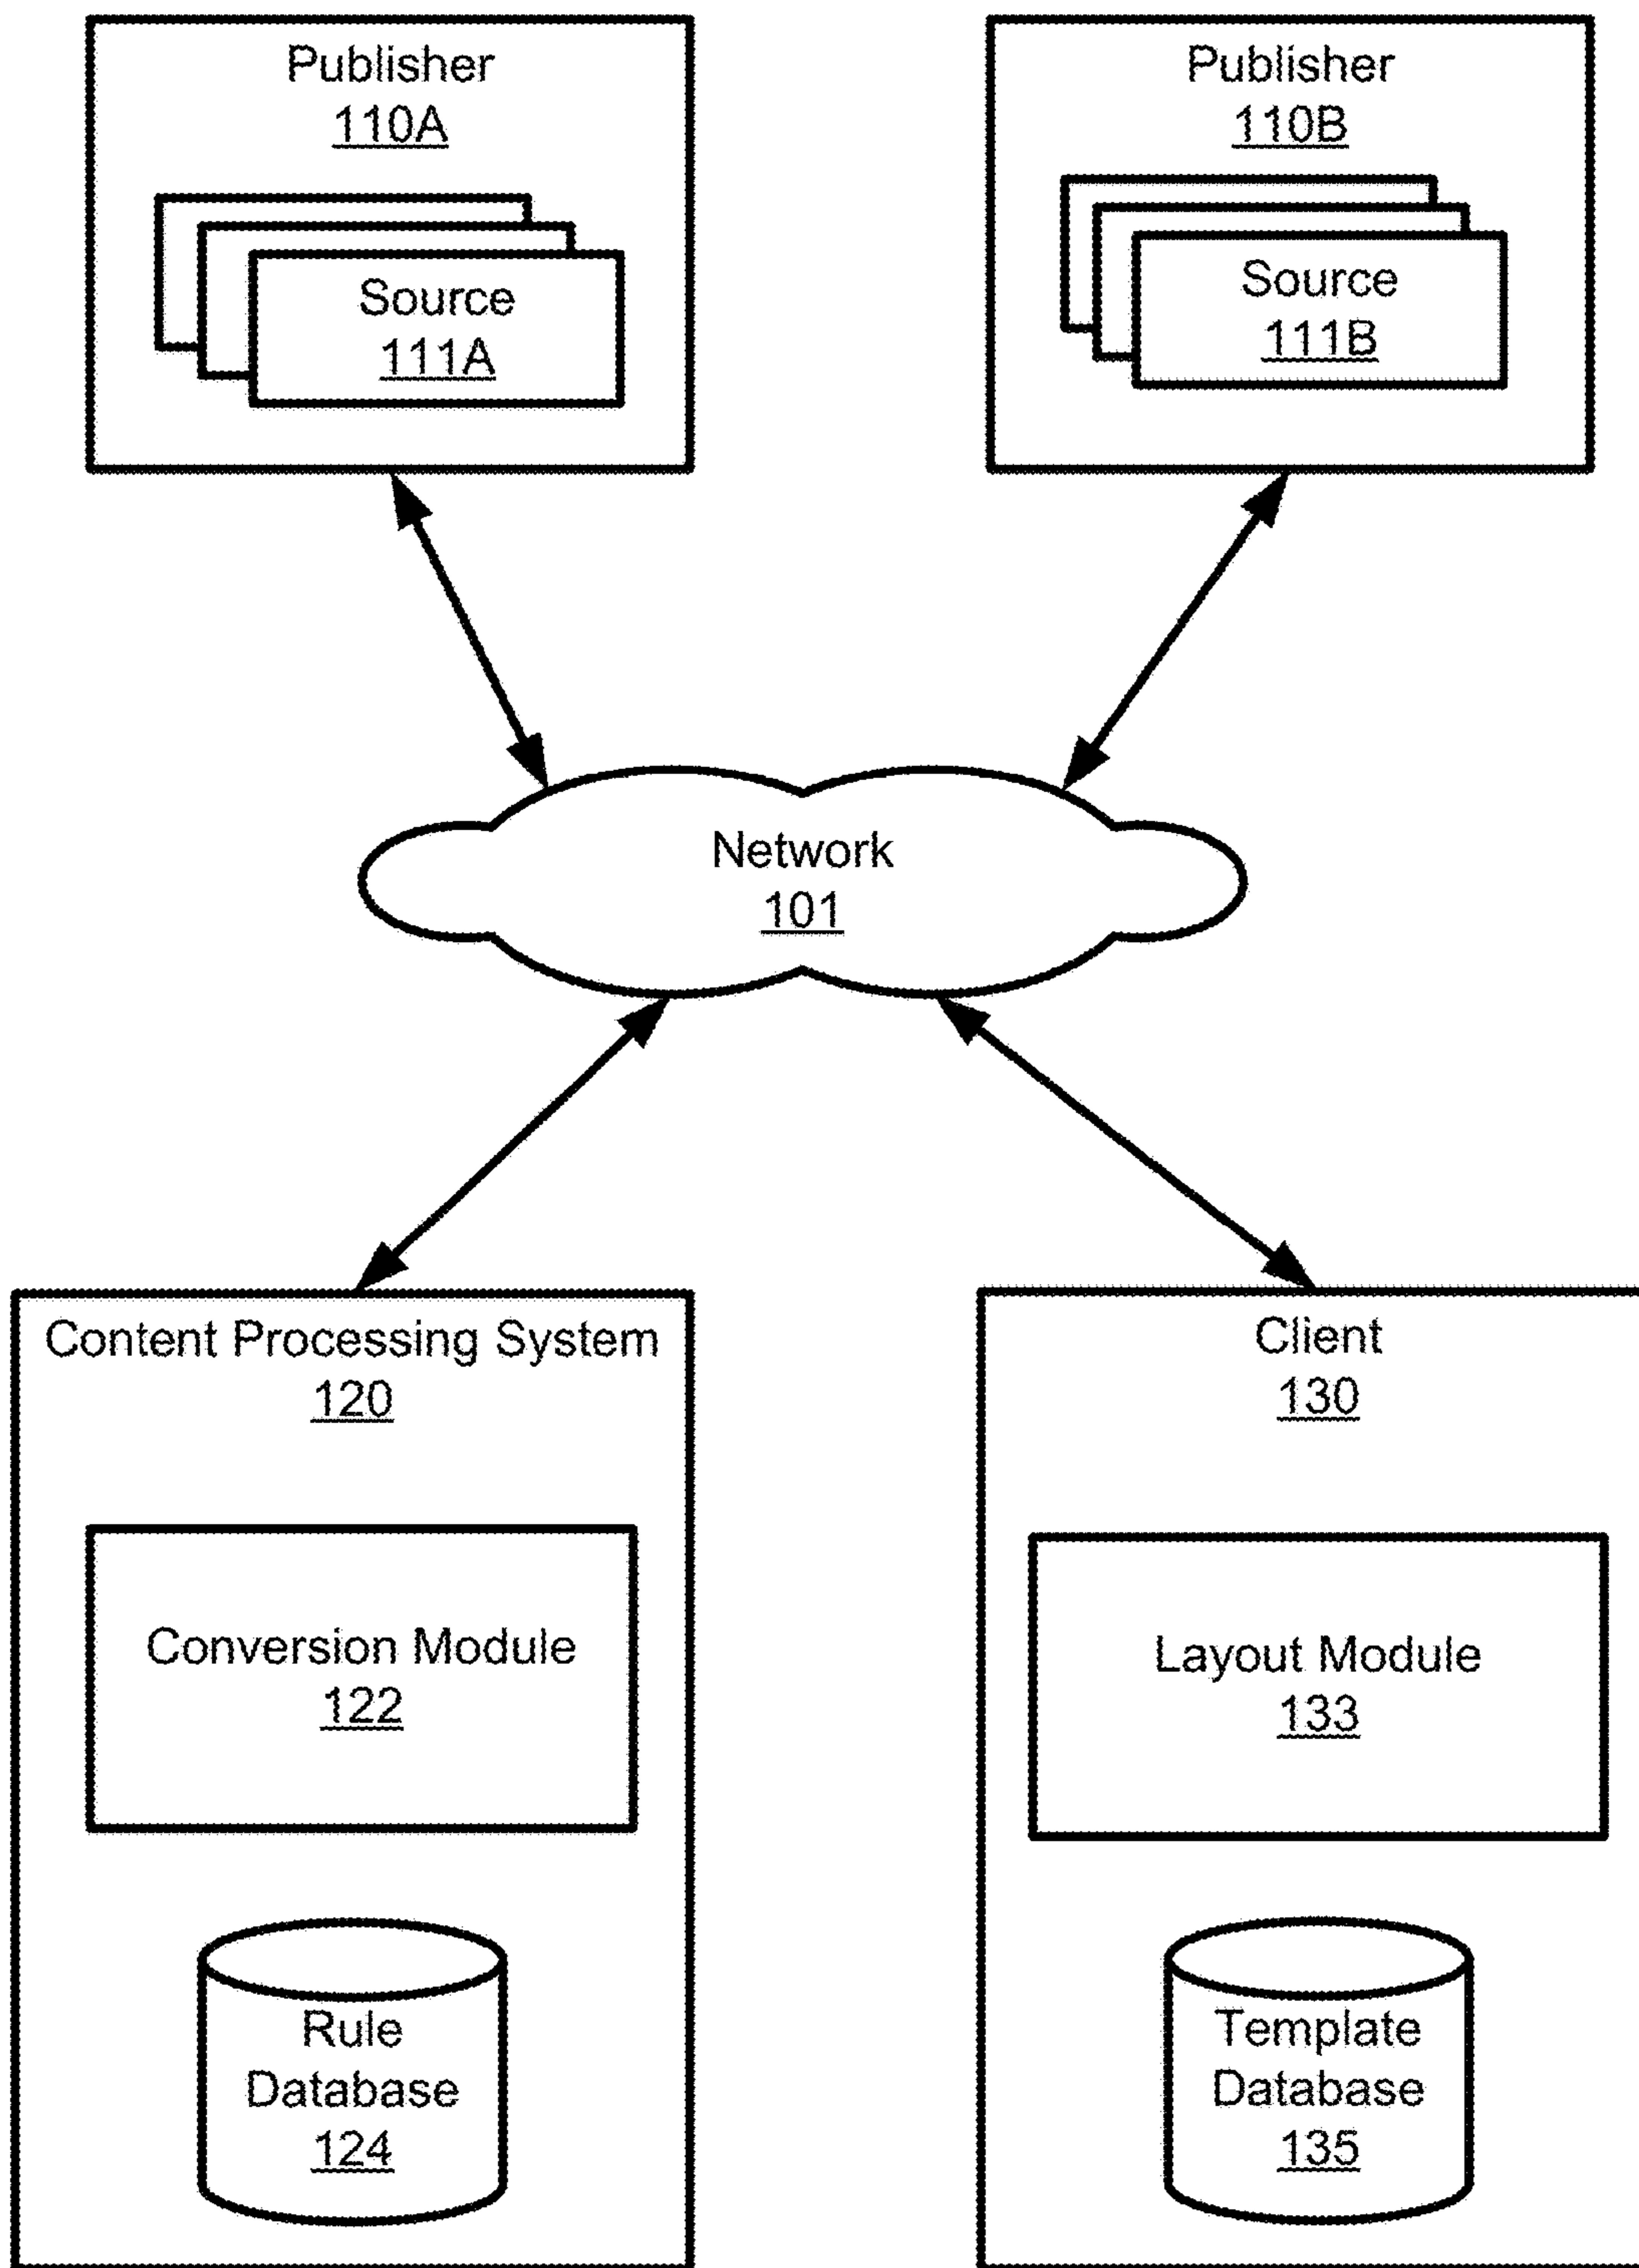 Publisher
110A
Source
111A
Publisher
110B
Source
111B
Network
101
Content Processing System
120
Conversion Module
122
Rule
Database
124
Client
130
Layout Module
133
Template
Database
135